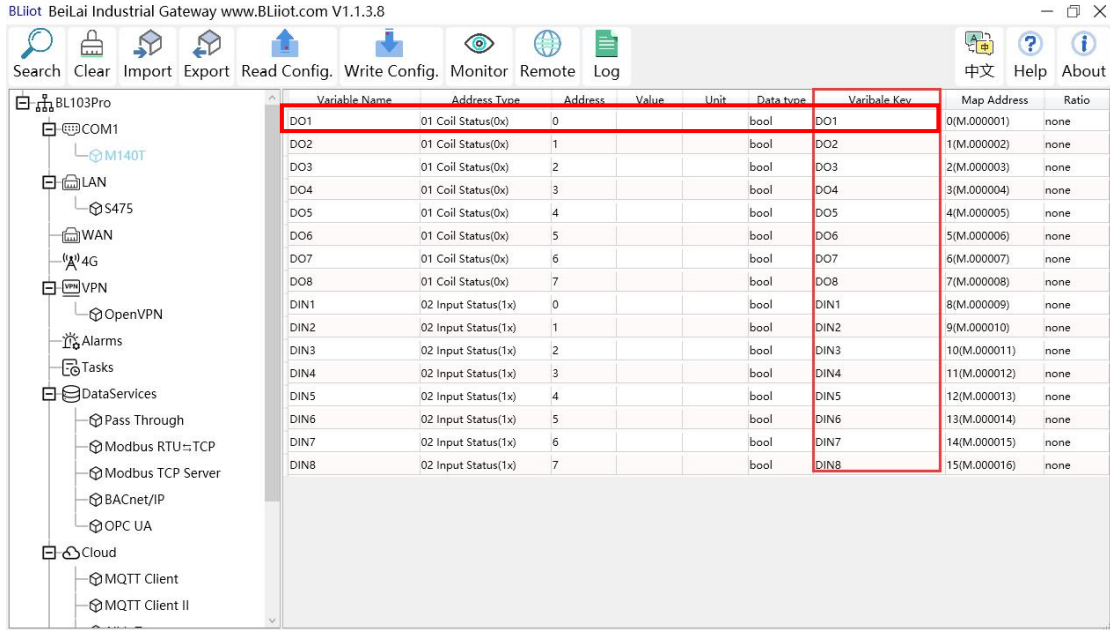 BLiiot BeiLai Industrial Gateway www.BLiiot.com V1.1.3.8
Search Clear Import Export Read Config. Write Config. Monitor Remote Log 中文 Help About
BL103Pro
COM1
M140T
LAN
S475
WAN
4G
VPN VPN
OpenVPN
Alarms
Tasks
DataServices
Pass Through
Modbus RTU⇆TCP
Modbus TCP Server
BACnet/IP
OPC UA
Cloud
MQTT Client
MQTT Client II
Variable Name Address Type Address Value Unit Data type Varibale Key Map Address Ratio
DO1 01 Coil Status(0x) 0 bool DO1 0(M.000001) none
DO2 01 Coil Status(0x) 1 bool DO2 1(M.000002) none
DO3 01 Coil Status(0x) 2 bool DO3 2(M.000003) none
DO4 01 Coil Status(0x) 3 bool DO4 3(M.000004) none
DO5 01 Coil Status(0x) 4 bool DO5 4(M.000005) none
DO6 01 Coil Status(0x) 5 bool DO6 5(M.000006) none
DO7 01 Coil Status(0x) 6 bool DO7 6(M.000007) none
DO8 01 Coil Status(0x) 7 bool DO8 7(M.000008) none
DIN1 02 Input Status(1x) 0 bool DIN1 8(M.000009) none
DIN2 02 Input Status(1x) 1 bool DIN2 9(M.000010) none
DIN3 02 Input Status(1x) 2 bool DIN3 10(M.000011) none
DIN4 02 Input Status(1x) 3 bool DIN4 11(M.000012) none
DIN5 02 Input Status(1x) 4 bool DIN5 12(M.000013) none
DIN6 02 Input Status(1x) 5 bool DIN6 13(M.000014) none
DIN7 02 Input Status(1x) 6 bool DIN7 14(M.000015) none
DIN8 02 Input Status(1x) 7 bool DIN8 15(M.000016) none